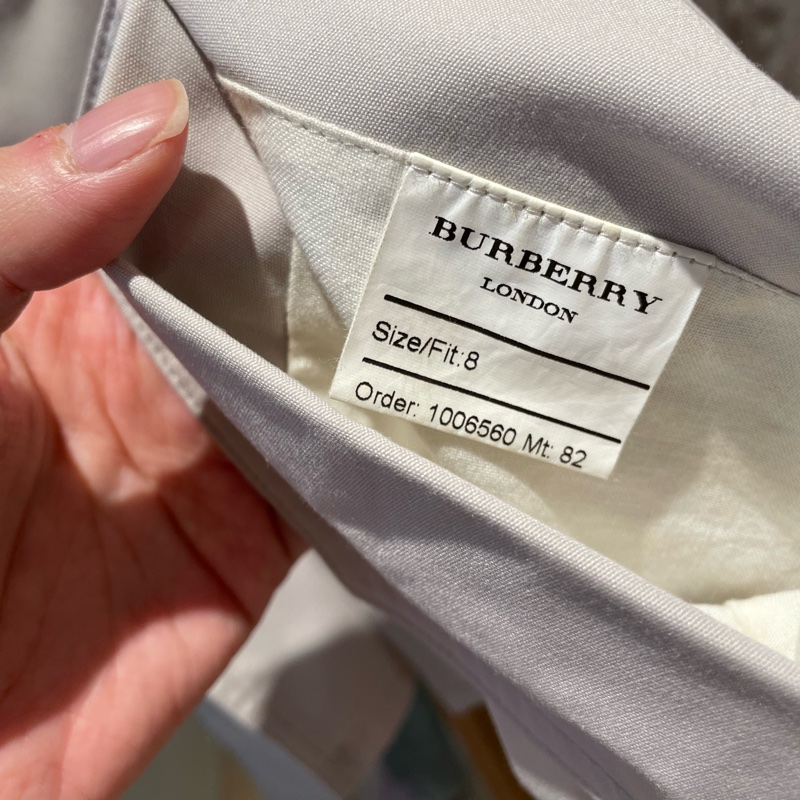 BURBERRY
LONDON
Size/Fit:8
Order: 1006560 Mt: 82